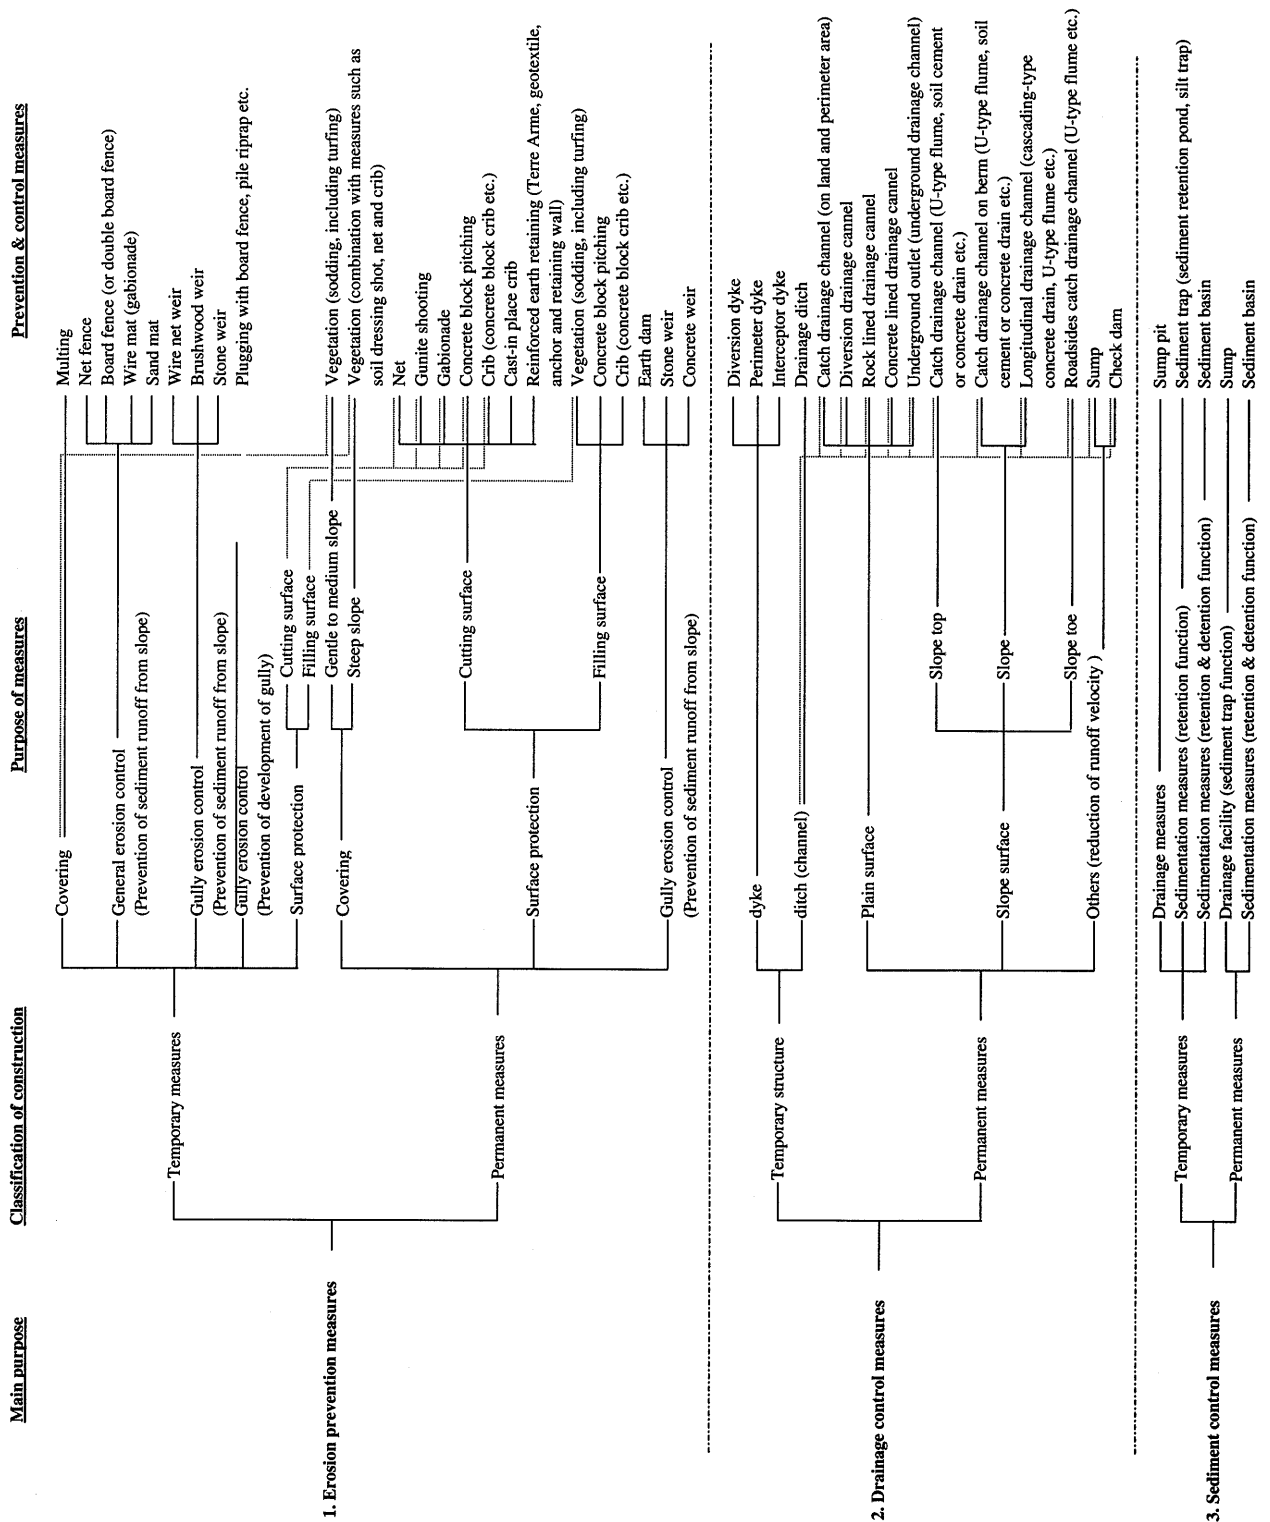 Main purpose
Classification of construction
Purpose of measures
Prevention & control measures
1. Erosion prevention measures
Temporary measures
Covering
Multing
General erosion control
(Prevention of sediment runoff from slope)
Net fence
Board fence (or double board fence)
Wire mat (gabionade)
Sand mat
Gully erosion control
(Prevention of sediment runoff from slope)
Wire net weir
Brushwood weir
Stone weir
Gully erosion control
(Prevention of development of gully)
Plugging with board fence, pile riprap etc.
Surface protection
Cutting surface
Filling surface
Permanent measures
Covering
Gentle to medium slope
Vegetation (sodding, including turfing)
Steep slope
Vegetation (combination with measures such as
soil dressing shot, net and crib)
Surface protection
Cutting surface
Net
Gunite shooting
Gabionade
Concrete block pitching
Crib (concrete block crib etc.)
Cast-in place crib
Reinforced earth retaining (Terre Arme, geotextile,
anchor and retaining wall)
Filling surface
Vegetation (sodding, including turfing)
Concrete block pitching
Crib (concrete block crib etc.)
Gully erosion control
(Prevention of sediment runoff from slope)
Earth dam
Stone weir
Concrete weir
2. Drainage control measures
Temporary structure
dyke
Diversion dyke
Perimeter dyke
Interceptor dyke
ditch (channel)
Drainage ditch
Permanent measures
Plain surface
Catch drainage channel (on land and perimeter area)
Diversion drainage cannel
Rock lined drainage cannel
Concrete lined drainage cannel
Underground outlet (underground drainage channel)
Slope surface
Slope top
Catch drainage channel (U-type flume, soil cement
or concrete drain etc.)
Slope
Catch drainage channel on berm (U-type flume, soil
cement or concrete drain etc.)
Longitudinal drainage channel (cascading-type
concrete drain, U-type flume etc.)
Slope toe
Roadsides catch drainage channel (U-type flume etc.)
Others (reduction of runoff velocity )
Sump
Check dam
3. Sediment control measures
Temporary measures
Drainage measures
Sump pit
Sedimentation measures (retention function)
Sediment trap (sediment retention pond, silt trap)
Sedimentation measures (retention & detention function)
Sediment basin
Permanent measures
Drainage facility (sediment trap function)
Sump
Sedimentation measures (retention & detention function)
Sediment basin